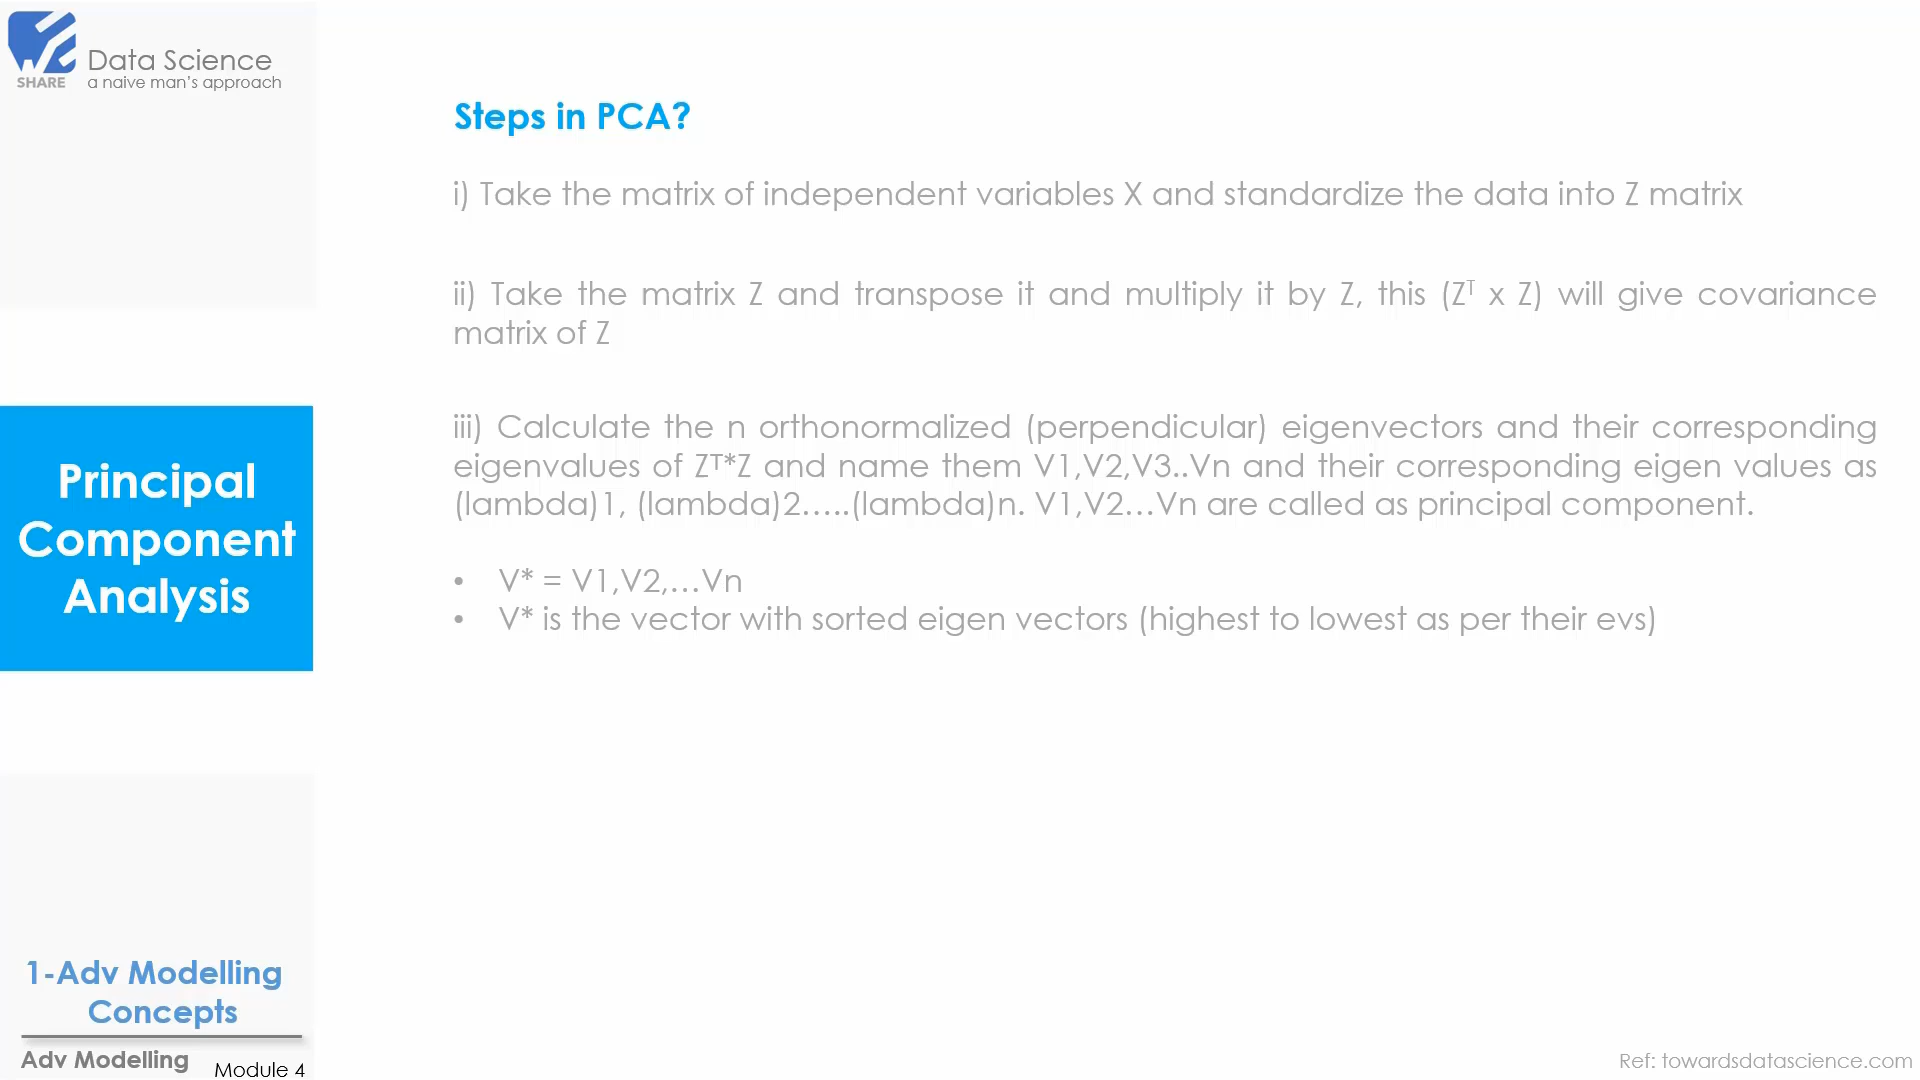 SHARE
Data Science
a naive man's approach
Steps in PCA?
i) Take the matrix of independent variables X and standardize the data into Z matrix
ii) Take the matrix Z and transpose it and multiply it by Z, this (Zᵀ x Z) will give covariance
matrix of Z
iii) Calculate the n orthonormalized (perpendicular) eigenvectors and their corresponding
eigenvalues of Zᵀ*Z and name them V1,V2,V3..Vn and their corresponding eigen values as
(lambda)1, (lambda)2…..(lambda)n. V1,V2…Vn are called as principal component.
• V* = V1,V2,…Vn
• V* is the vector with sorted eigen vectors (highest to lowest as per their evs)
Principal
Component
Analysis
1-Adv Modelling
Concepts
Adv Modelling
Module 4
Ref: towardsdatascience.com